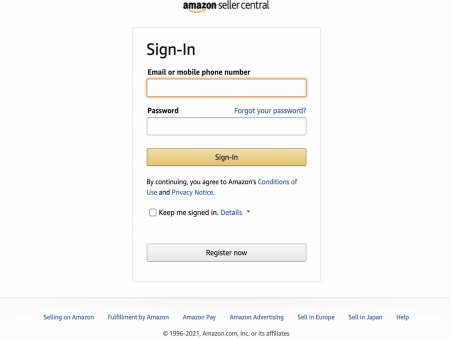 amazon seller central
Sign-In
Email or mobile phone number
Password Forgot your password?
Sign-In
By continuing, you agree to Amazon's Conditions of
Use and Privacy Notice.
Keep me signed in. Details
Register now
Selling on Amazon Fulfillment by Amazon Amazon Pay Amazon Advertising Sell in Europe Sell in Japan Help
© 1996-2021, Amazon.com, Inc. or its affiliates